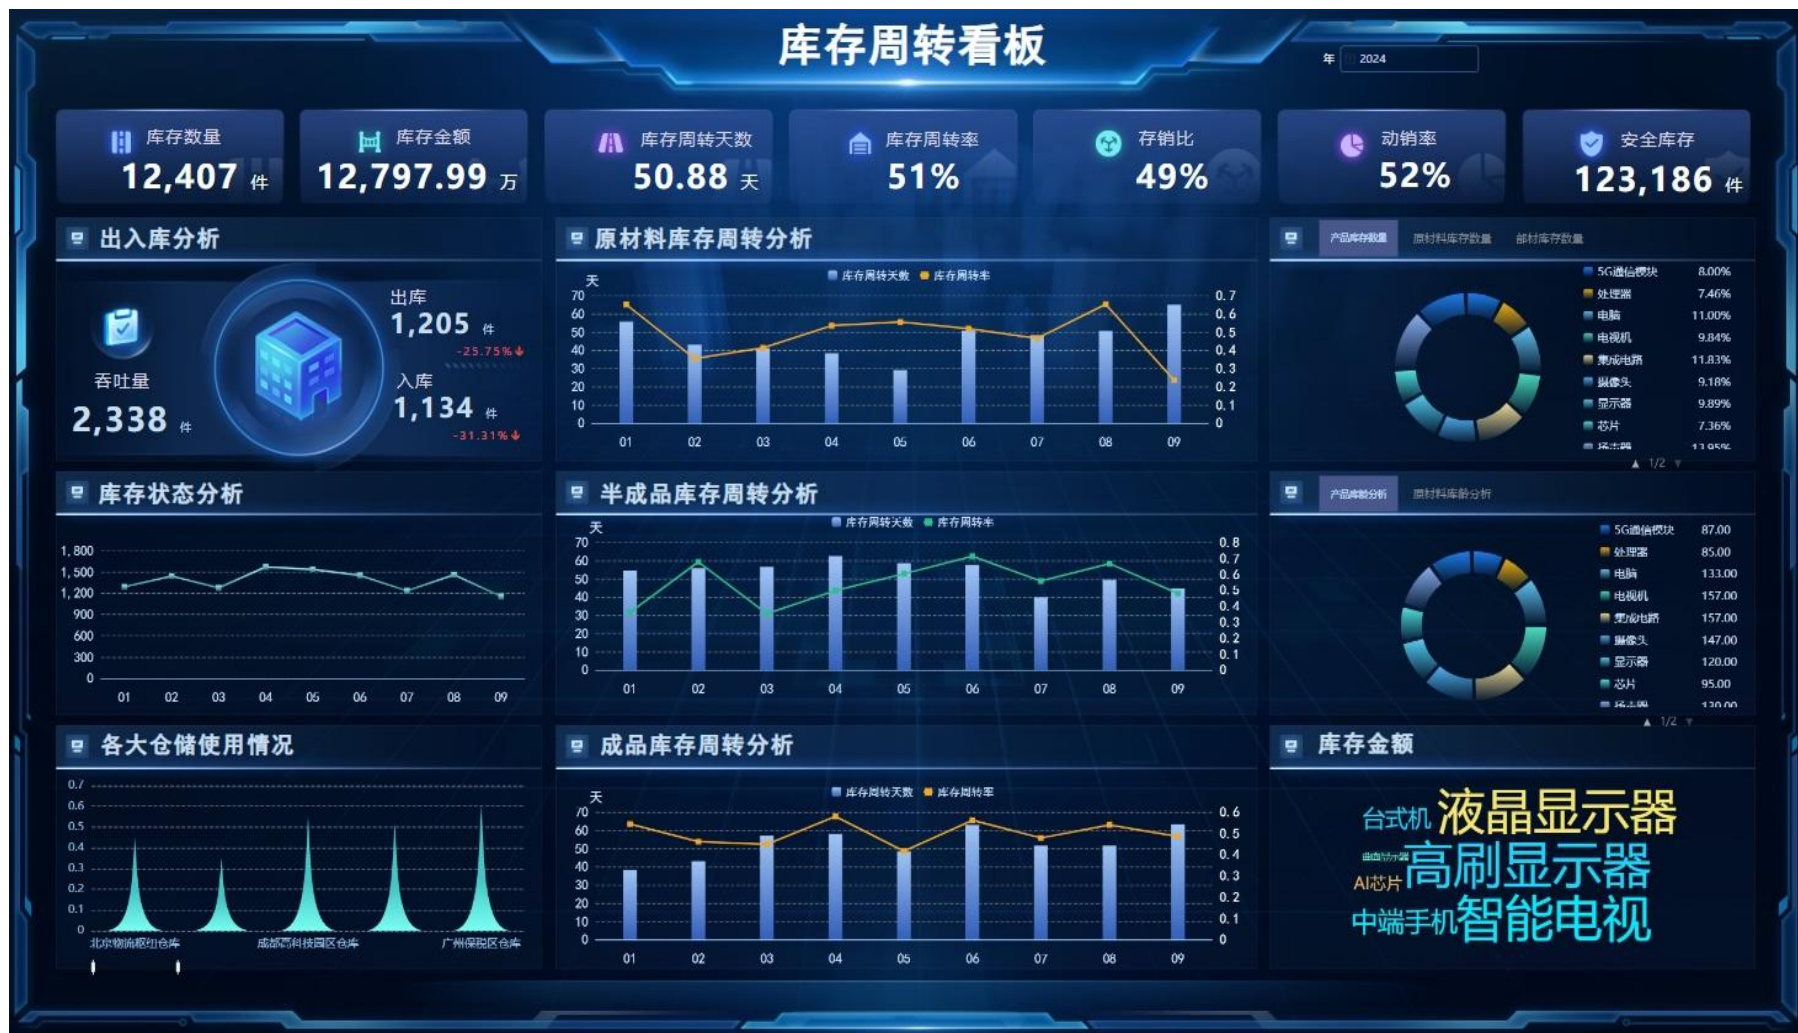 库存周转看板
年 2024
库存数量
12,407 件
库存金额
12,797.99 万
库存周转天数
50.88 天
库存周转率
51%
存销比
49%
动销率
52%
安全库存
123,186 件
出入库分析
吞吐量
2,338 件
出库
1,205 件
-25.75%
入库
1,134 件
-31.31%
原材料库存周转分析
天
库存周转天数 库存周转率
70
60
50
40
30
20
10
0
0.7
0.6
0.5
0.4
0.3
0.2
0.1
0
01 02 03 04 05 06 07 08 09
产品库存数量 原材料库存数量 部材库存数量
5G通信模块 8.00%
处理器 7.46%
电脑 11.00%
电视机 9.84%
集成电路 11.83%
摄像头 9.18%
显示器 9.89%
芯片 7.36%
扬声器 13.95%
1/2
库存状态分析
1,800
1,500
1,200
900
600
300
0
01 02 03 04 05 06 07 08 09
半成品库存周转分析
天
库存周转天数 库存周转率
70
60
50
40
30
20
10
0
0.8
0.7
0.6
0.5
0.4
0.3
0.2
0.1
0
01 02 03 04 05 06 07 08 09
产品库龄分析 原材料库龄分析
5G通信模块 87.00
处理器 85.00
电脑 133.00
电视机 157.00
集成电路 157.00
摄像头 147.00
显示器 120.00
芯片 95.00
扬声器 130.00
1/2
各大仓储使用情况
0.7
0.6
0.5
0.4
0.3
0.2
0.1
0
北京物流枢纽仓库 成都高科技园区仓库 广州保税区仓库
成品库存周转分析
天
库存周转天数 库存周转率
70
60
50
40
30
20
10
0
0.6
0.5
0.4
0.3
0.2
0.1
0
01 02 03 04 05 06 07 08 09
库存金额
台式机 液晶显示器
曲面显示器 高刷显示器
AI芯片
中端手机 智能电视